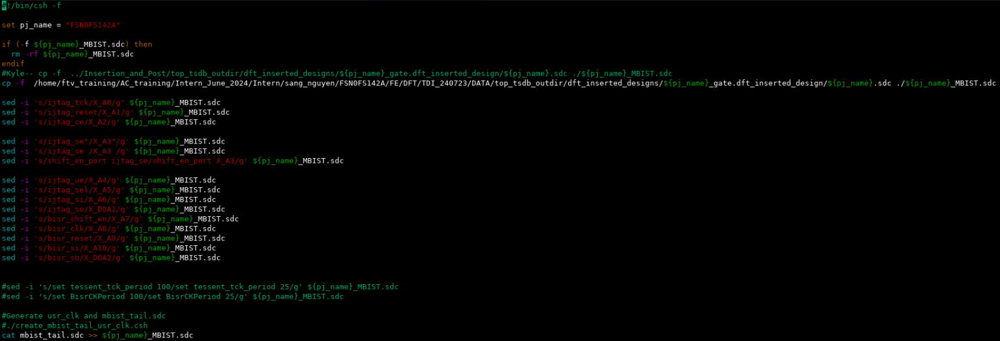 #!/bin/csh -f
set pj_name = "FSN0FS142A"
if (-f ${pj_name}_MBIST.sdc) then
  rm -rf ${pj_name}_MBIST.sdc
endif
#Kyle-- cp -f  ../Insertion_and_Post/top_tsdb_outdir/dft_inserted_designs/${pj_name}_gate.dft_inserted_design/${pj_name}.sdc ./${pj_name}_MBIST.sdc
cp -f  /home/ftv_training/AC_training/Intern_June_2024/Intern/sang_nguyen/FSN0FS142A/FE/DFT/TDI_240723/DATA/top_tsdb_outdir/dft_inserted_designs/${pj_name}_gate.dft_inserted_design/${pj_name}.sdc ./${pj_name}_MBIST.sdc
sed -i 's/ijtag_tck/X_A0/g' ${pj_name}_MBIST.sdc
sed -i 's/ijtag_reset/X_A1/g' ${pj_name}_MBIST.sdc
sed -i 's/ijtag_ce/X_A2/g' ${pj_name}_MBIST.sdc
sed -i 's/ijtag_se"/X_A3"/g' ${pj_name}_MBIST.sdc
sed -i 's/ijtag_se /X_A3 /g' ${pj_name}_MBIST.sdc
sed -i 's/shift_en_port ijtag_se/shift_en_port X_A3/g' ${pj_name}_MBIST.sdc
sed -i 's/ijtag_ue/X_A4/g' ${pj_name}_MBIST.sdc
sed -i 's/ijtag_sel/X_A5/g' ${pj_name}_MBIST.sdc
sed -i 's/ijtag_si/X_A6/g' ${pj_name}_MBIST.sdc
sed -i 's/ijtag_so/X_DOA1/g' ${pj_name}_MBIST.sdc
sed -i 's/bisr_shift_en/X_A7/g' ${pj_name}_MBIST.sdc
sed -i 's/bisr_clk/X_A8/g' ${pj_name}_MBIST.sdc
sed -i 's/bisr_reset/X_A9/g' ${pj_name}_MBIST.sdc
sed -i 's/bisr_si/X_A10/g' ${pj_name}_MBIST.sdc
sed -i 's/bisr_so/X_DOA2/g' ${pj_name}_MBIST.sdc
#sed -i 's/set tessent_tck_period 100/set tessent_tck_period 25/g' ${pj_name}_MBIST.sdc
#sed -i 's/set BisrCKPeriod 100/set BisrCKPeriod 25/g' ${pj_name}_MBIST.sdc
#Generate usr_clk and mbist_tail.sdc
#./create_mbist_tail_usr_clk.csh
cat mbist_tail.sdc >> ${pj_name}_MBIST.sdc